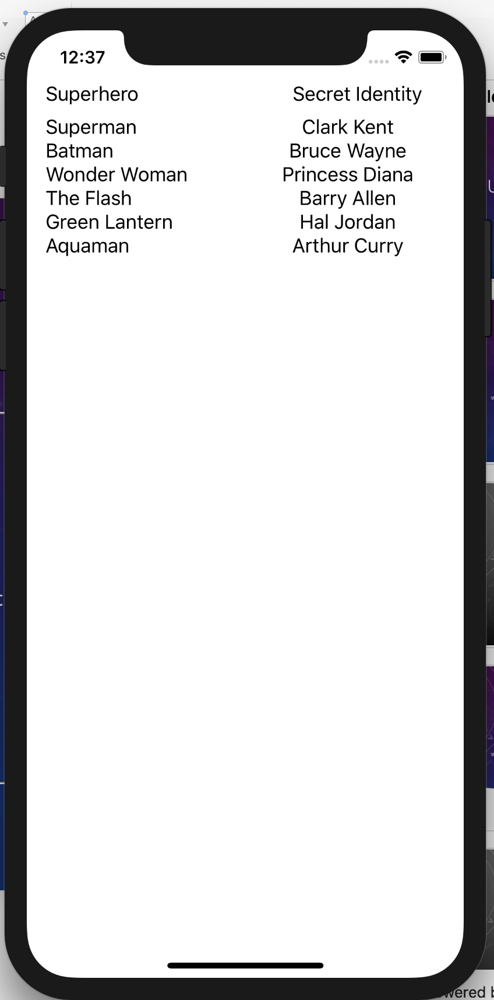 12:37
Superhero Secret Identity
Superman Clark Kent
Batman Bruce Wayne
Wonder Woman Princess Diana
The Flash Barry Allen
Green Lantern Hal Jordan
Aquaman Arthur Curry